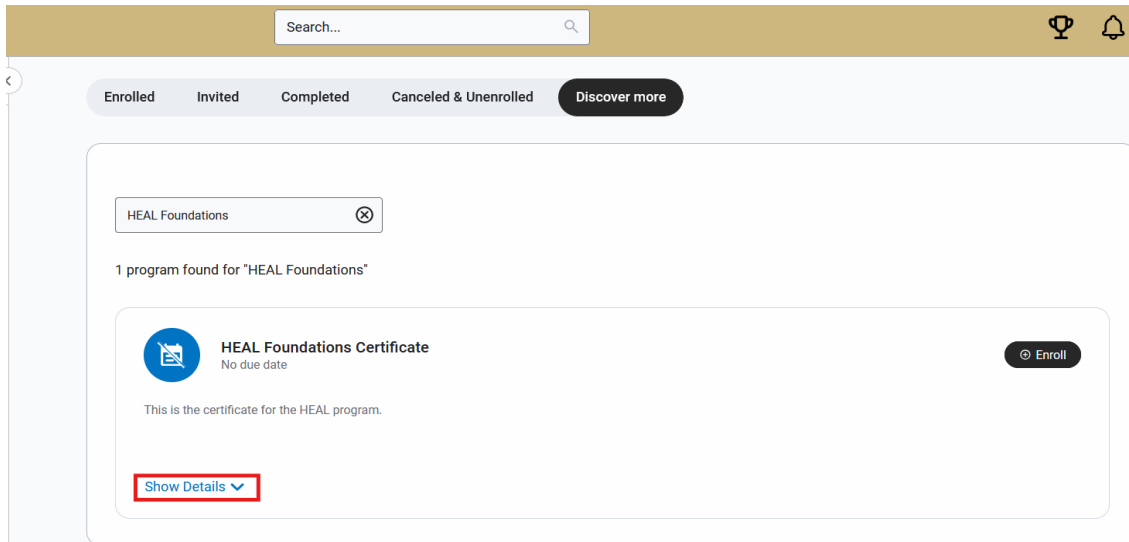 Search...
Enrolled Invited Completed Canceled & Unenrolled Discover more
HEAL Foundations
1 program found for "HEAL Foundations"
HEAL Foundations Certificate
No due date
Enroll
This is the certificate for the HEAL program.
Show Details